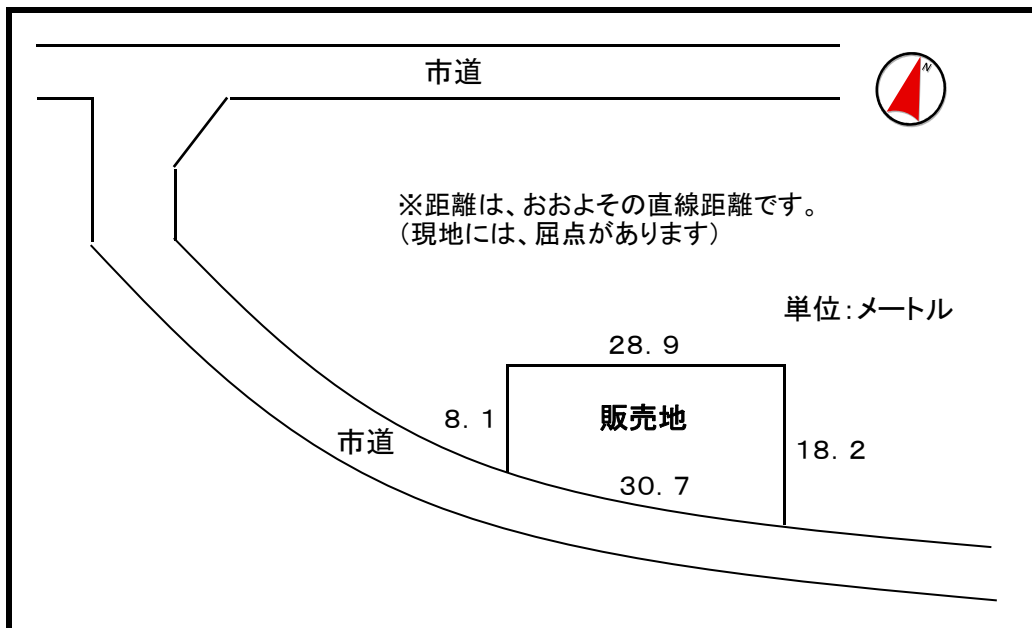 市道
N
※距離は、おおよその直線距離です。
（現地には、屈点があります）
単位：メートル
28．9
8．1
販売地
18．2
市道
30．7